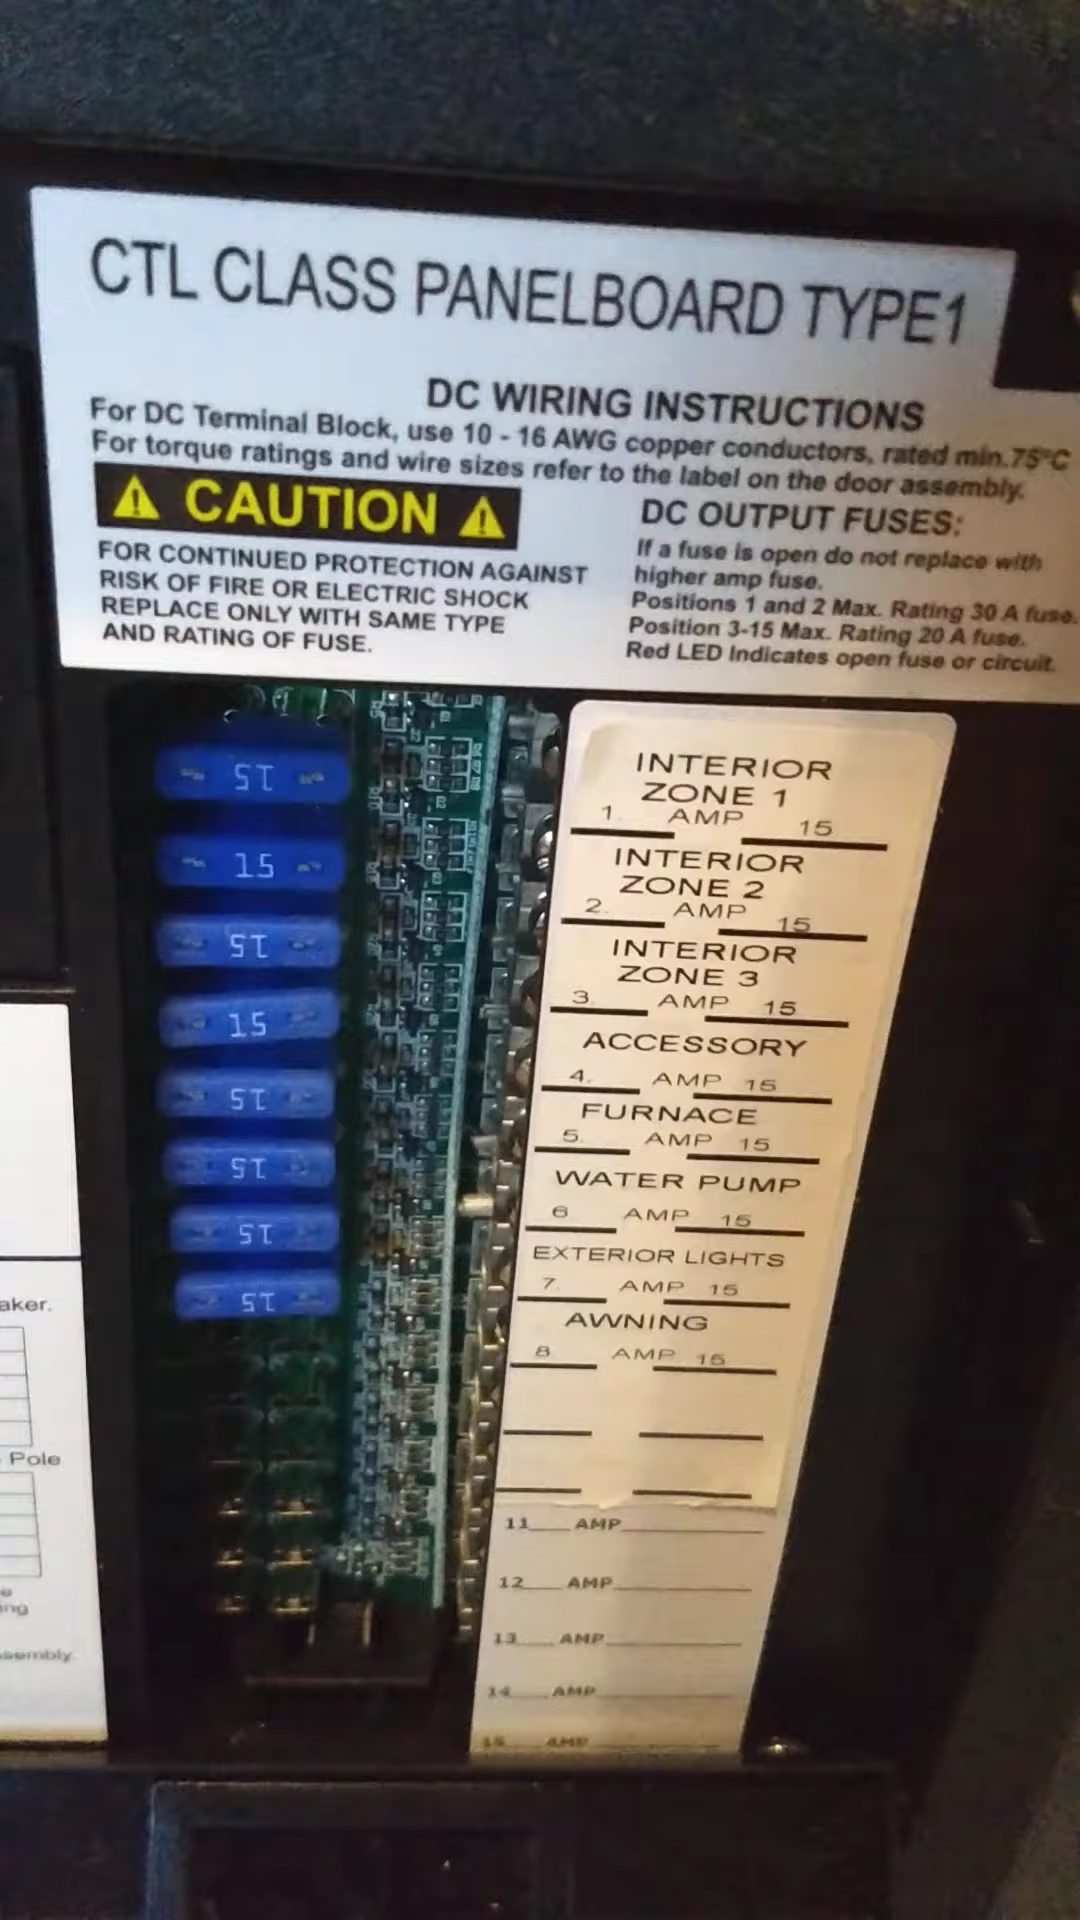 CTL CLASS PANELBOARD TYPE1
DC WIRING INSTRUCTIONS
For DC Terminal Block, use 10 - 16 AWG copper conductors, rated min.75°C
For torque ratings and wire sizes refer to the label on the door assembly.
CAUTION
FOR CONTINUED PROTECTION AGAINST
RISK OF FIRE OR ELECTRIC SHOCK
REPLACE ONLY WITH SAME TYPE
AND RATING OF FUSE.
DC OUTPUT FUSES:
If a fuse is open do not replace with
higher amp fuse.
Positions 1 and 2 Max. Rating 30 A fuse.
Position 3-15 Max. Rating 20 A fuse.
Red LED Indicates open fuse or circuit.
15
15
15
15
15
15
15
15
INTERIOR
ZONE 1
1. AMP 15
INTERIOR
ZONE 2
2. AMP 15
INTERIOR
ZONE 3
3. AMP 15
ACCESSORY
4. AMP 15
FURNACE
5. AMP 15
WATER PUMP
6 AMP 15
EXTERIOR LIGHTS
7. AMP 15
AWNING
8 AMP 15
11 AMP
12 AMP
13 AMP
14 AMP
15 AMP
aker.
Pole
e
ing
sembly.